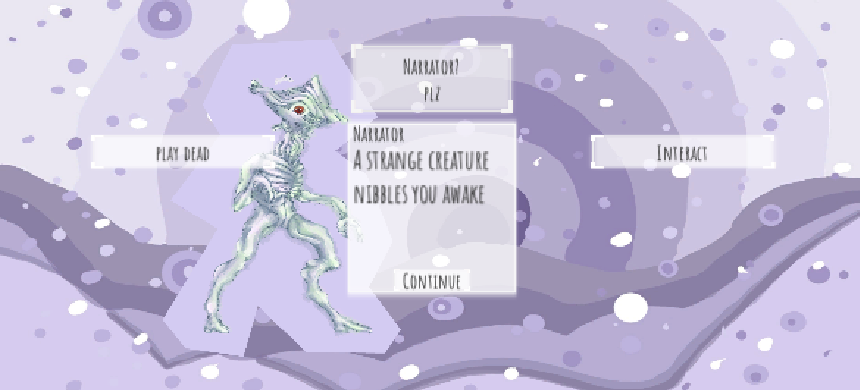 Narrator?
plz
play dead
Narrator
A strange creature
nibbles you awake
Interact
Continue